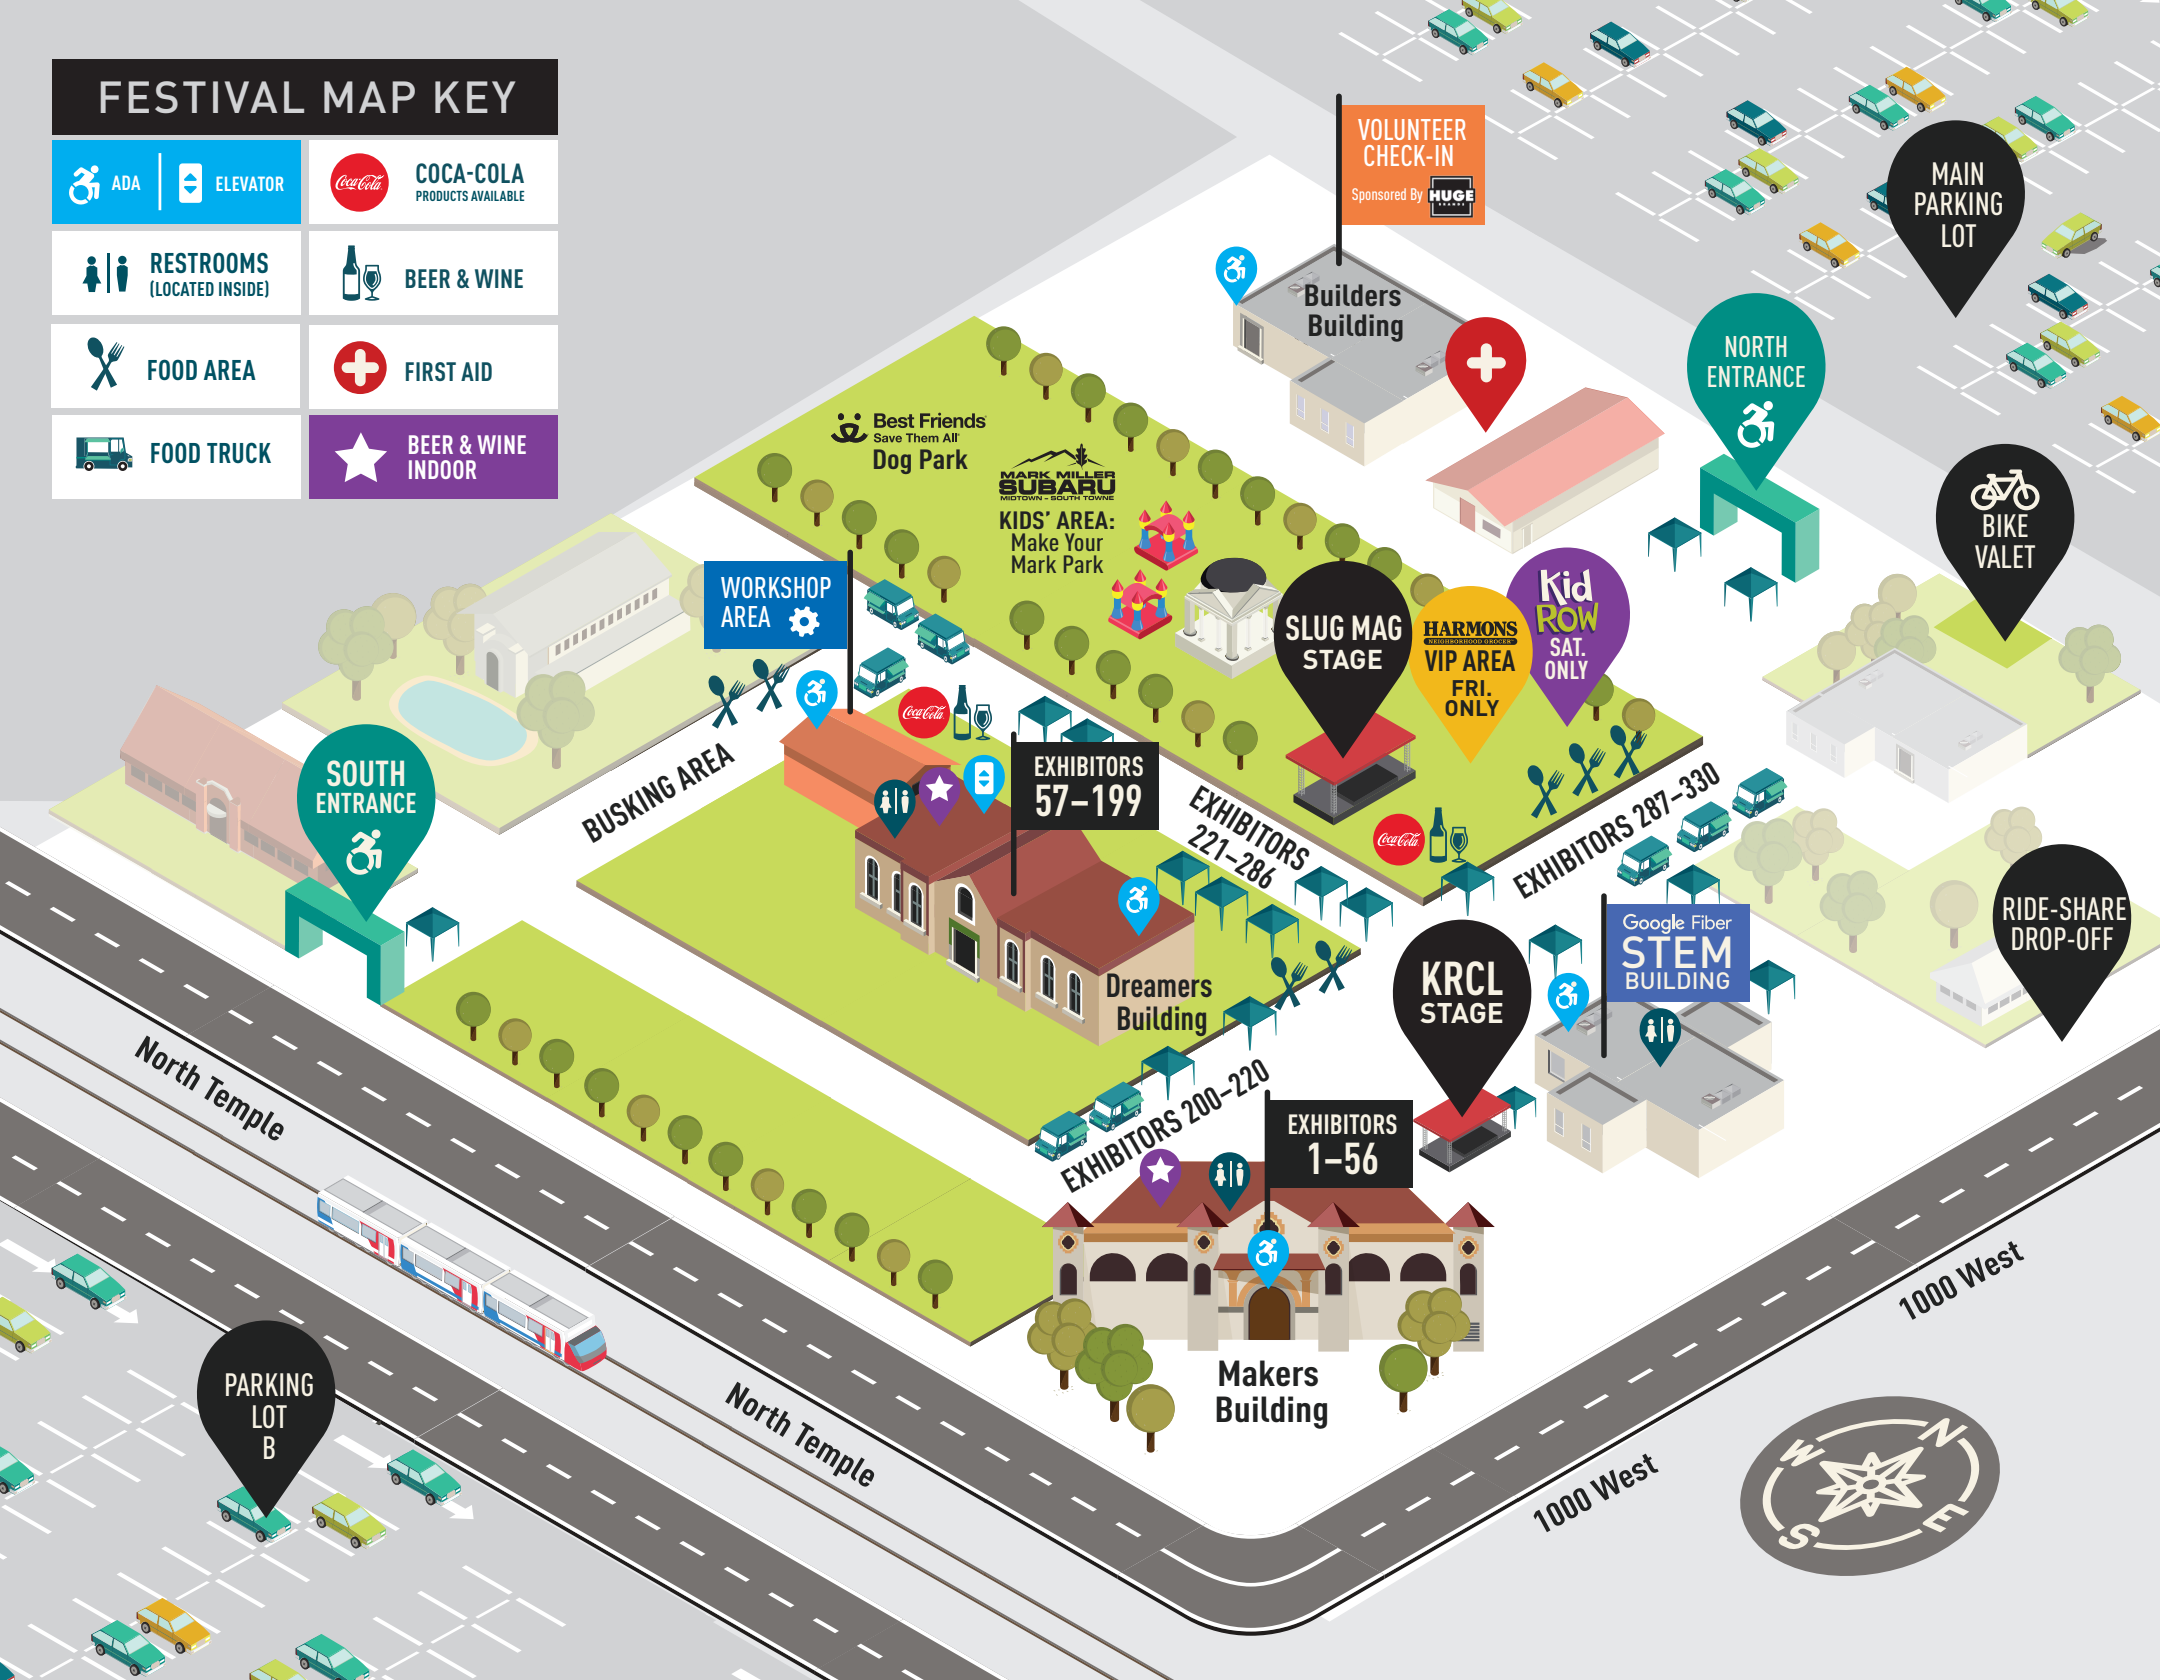 FESTIVAL MAP KEY
ADA
ELEVATOR
Coca-Cola
COCA-COLA
PRODUCTS AVAILABLE
RESTROOMS
(LOCATED INSIDE)
BEER & WINE
FOOD AREA
FIRST AID
FOOD TRUCK
BEER & WINE
INDOOR
VOLUNTEER
CHECK-IN
Sponsored By HUGE
BRANDS
Builders
Building
MAIN
PARKING
LOT
NORTH
ENTRANCE
BIKE
VALET
Best Friends
Save Them All
Dog Park
MARK MILLER
SUBARU
MIDTOWN - SOUTH TOWNE
KIDS' AREA:
Make Your
Mark Park
WORKSHOP
AREA
SLUG MAG
STAGE
HARMONS
NEIGHBORHOOD GROCER
VIP AREA
FRI.
ONLY
Kid
ROW
SAT.
ONLY
SOUTH
ENTRANCE
BUSKING AREA
Coca-Cola
EXHIBITORS
57–199
EXHIBITORS
221–286
Coca-Cola
EXHIBITORS 287–330
Dreamers
Building
KRCL
STAGE
Google Fiber
STEM
BUILDING
RIDE-SHARE
DROP-OFF
EXHIBITORS 200–220
EXHIBITORS
1–56
Makers
Building
North Temple
North Temple
PARKING
LOT
B
1000 West
1000 West
N
W
E
S